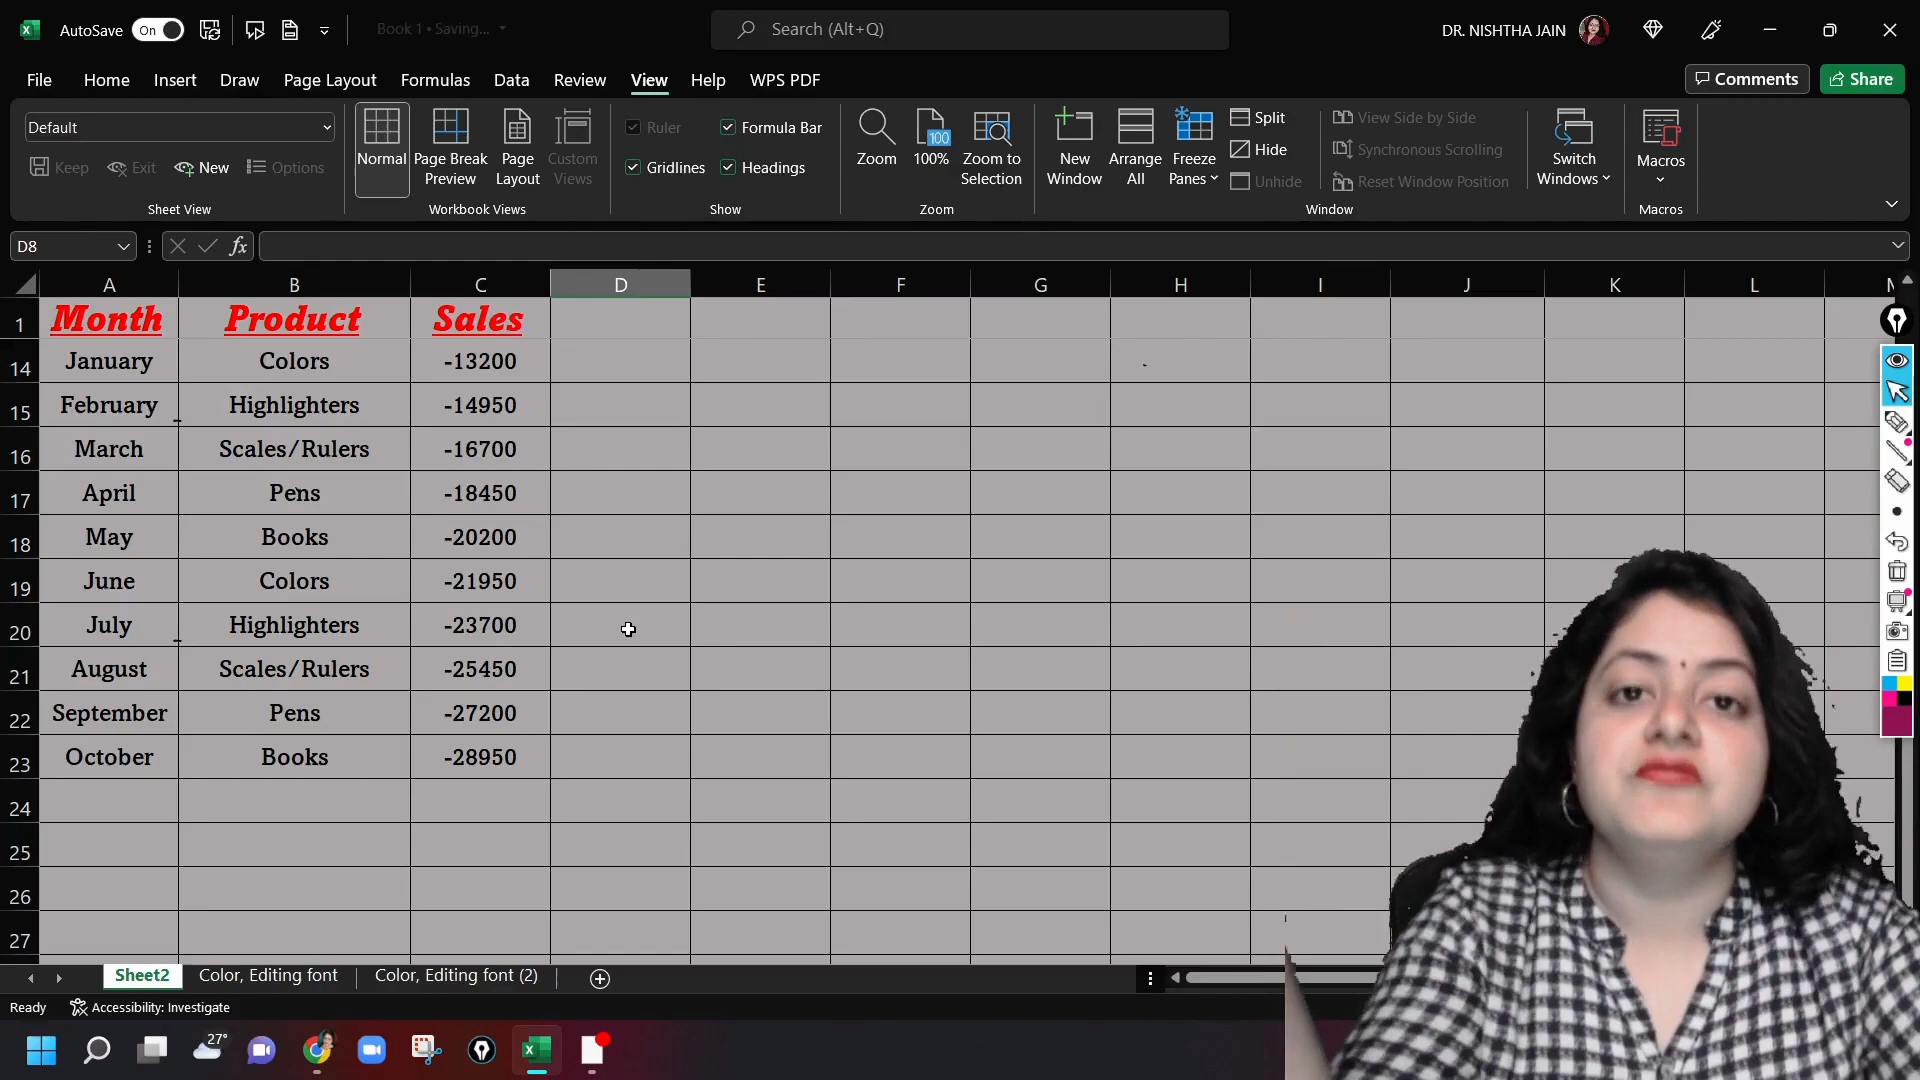 AutoSave On Book 1 • Saving... Search (Alt+Q) DR. NISHTHA JAIN
File Home Insert Draw Page Layout Formulas Data Review View Help WPS PDF Comments Share
Default
Keep Exit New Options
Sheet View
Normal Page Break Preview Page Layout Custom Views
Workbook Views
Ruler Formula Bar
Gridlines Headings
Show
Zoom 100 100% Zoom to Selection
Zoom
New Window Arrange All Freeze Panes
Split
Hide
Unhide
View Side by Side
Synchronous Scrolling
Reset Window Position
Switch Windows
Window
Macros
Macros
D8 fx
A B C D E F G H I J K L
1 Month Product Sales
14 January Colors -13200
15 February Highlighters -14950
16 March Scales/Rulers -16700
17 April Pens -18450
18 May Books -20200
19 June Colors -21950
20 July Highlighters -23700
21 August Scales/Rulers -25450
22 September Pens -27200
23 October Books -28950
24
25
26
27
Sheet2 Color, Editing font Color, Editing font (2)
Ready Accessibility: Investigate
27°